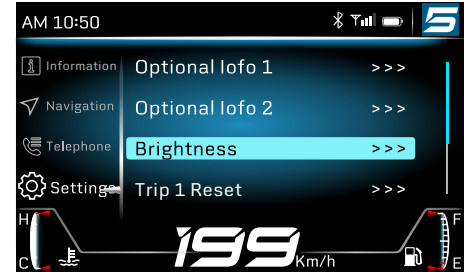 AM 10:50
5
Information
Optional Iofo 1 >>>
Navigation
Optional Iofo 2 >>>
Telephone
Brightness >>>
Settings
Trip 1 Reset >>>
H
F
199 Km/h
C
E